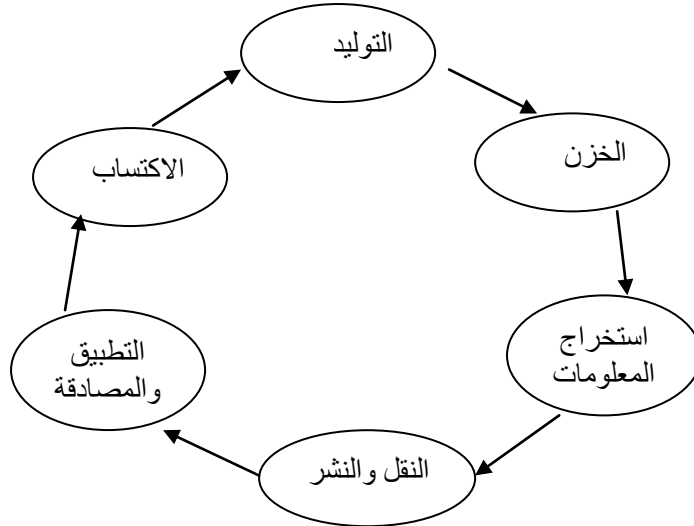 التوليد
الخزن
استخراج
المعلومات
النقل والنشر
التطبيق
والمصادقة
الاكتساب